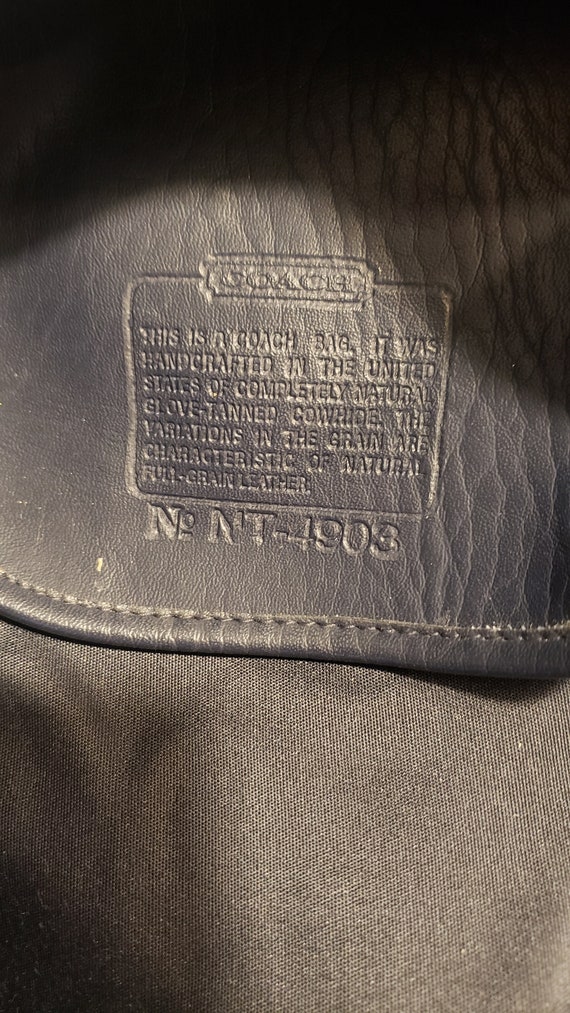 COACH
THIS IS A COACH BAG. IT WAS
HANDCRAFTED IN THE UNITED
STATES OF COMPLETELY NATURAL
GLOVE-TANNED COWHIDE. THE
VARIATIONS IN THE GRAIN ARE
CHARACTERISTIC OF NATURAL
FULL-GRAIN LEATHER.
No NT-4903